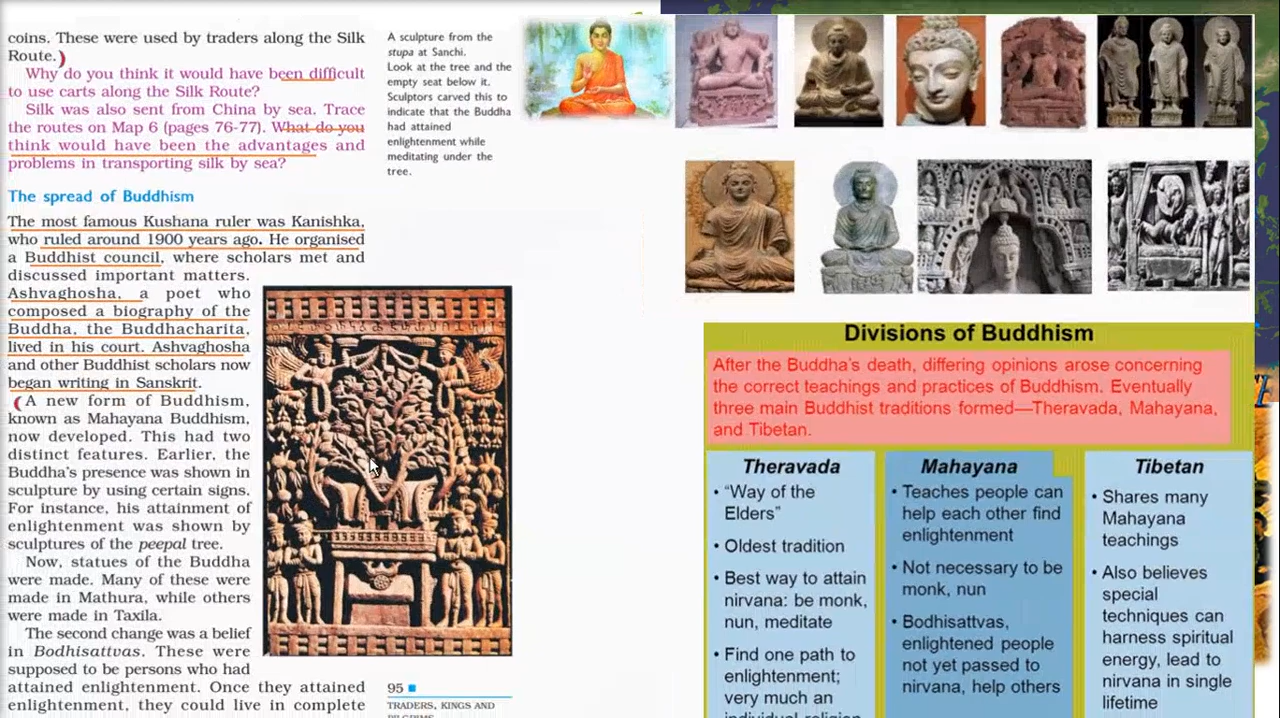 coins. These were used by traders along the Silk
Route.)
Why do you think it would have been difficult
to use carts along the Silk Route?
Silk was also sent from China by sea. Trace
the routes on Map 6 (pages 76-77). What do you
think would have been the advantages and
problems in transporting silk by sea?
The spread of Buddhism
The most famous Kushana ruler was Kanishka,
who ruled around 1900 years ago. He organised
a Buddhist council, where scholars met and
discussed important matters.
Ashvaghosha, a poet who
composed a biography of the
Buddha, the Buddhacharita,
lived in his court. Ashvaghosha
and other Buddhist scholars now
began writing in Sanskrit.
(A new form of Buddhism,
known as Mahayana Buddhism,
now developed. This had two
distinct features. Earlier, the
Buddha's presence was shown in
sculpture by using certain signs.
For instance, his attainment of
enlightenment was shown by
sculptures of the peepal tree.
Now, statues of the Buddha
were made. Many of these were
made in Mathura, while others
were made in Taxila.
The second change was a belief
in Bodhisattvas. These were
supposed to be persons who had
attained enlightenment. Once they attained
enlightenment, they could live in complete
A sculpture from the
stupa at Sanchi.
Look at the tree and the
empty seat below it.
Sculptors carved this to
indicate that the Buddha
had attained
enlightenment while
meditating under the
tree.
95
TRADERS, KINGS AND
PILGRIMS
Divisions of Buddhism
After the Buddha's death, differing opinions arose concerning
the correct teachings and practices of Buddhism. Eventually
three main Buddhist traditions formed—Theravada, Mahayana,
and Tibetan.
Theravada
• "Way of the
Elders"
• Oldest tradition
• Best way to attain
nirvana: be monk,
nun, meditate
• Find one path to
enlightenment;
very much an
individual religion
Mahayana
• Teaches people can
help each other find
enlightenment
• Not necessary to be
monk, nun
• Bodhisattvas,
enlightened people
not yet passed to
nirvana, help others
Tibetan
• Shares many
Mahayana
teachings
• Also believes
special
techniques can
harness spiritual
energy, lead to
nirvana in single
lifetime